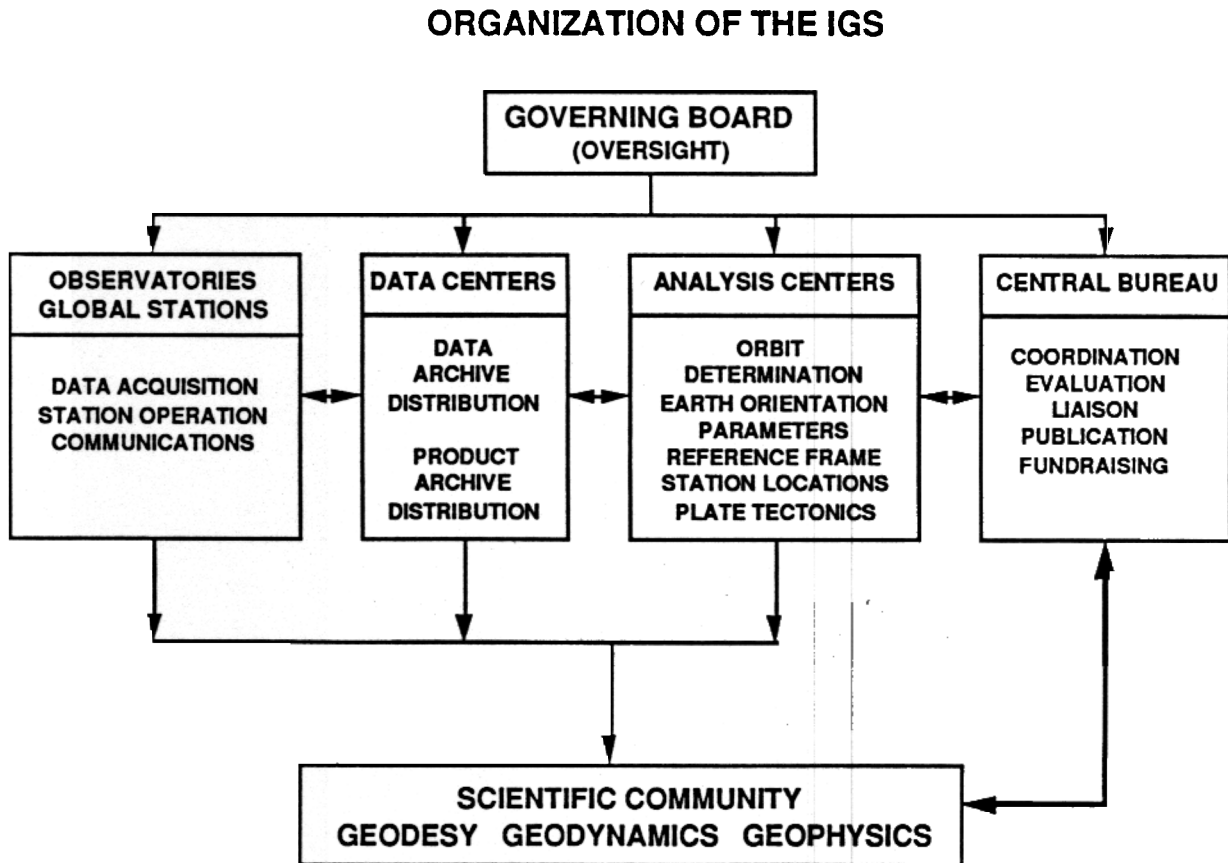 ORGANIZATION OF THE IGS
GOVERNING BOARD
(OVERSIGHT)
OBSERVATORIES
GLOBAL STATIONS
DATA ACQUISITION
STATION OPERATION
COMMUNICATIONS
DATA CENTERS
DATA
ARCHIVE
DISTRIBUTION
PRODUCT
ARCHIVE
DISTRIBUTION
ANALYSIS CENTERS
ORBIT
DETERMINATION
EARTH ORIENTATION
PARAMETERS
REFERENCE FRAME
STATION LOCATIONS
PLATE TECTONICS
CENTRAL BUREAU
COORDINATION
EVALUATION
LIAISON
PUBLICATION
FUNDRAISING
SCIENTIFIC COMMUNITY
GEODESY GEODYNAMICS GEOPHYSICS